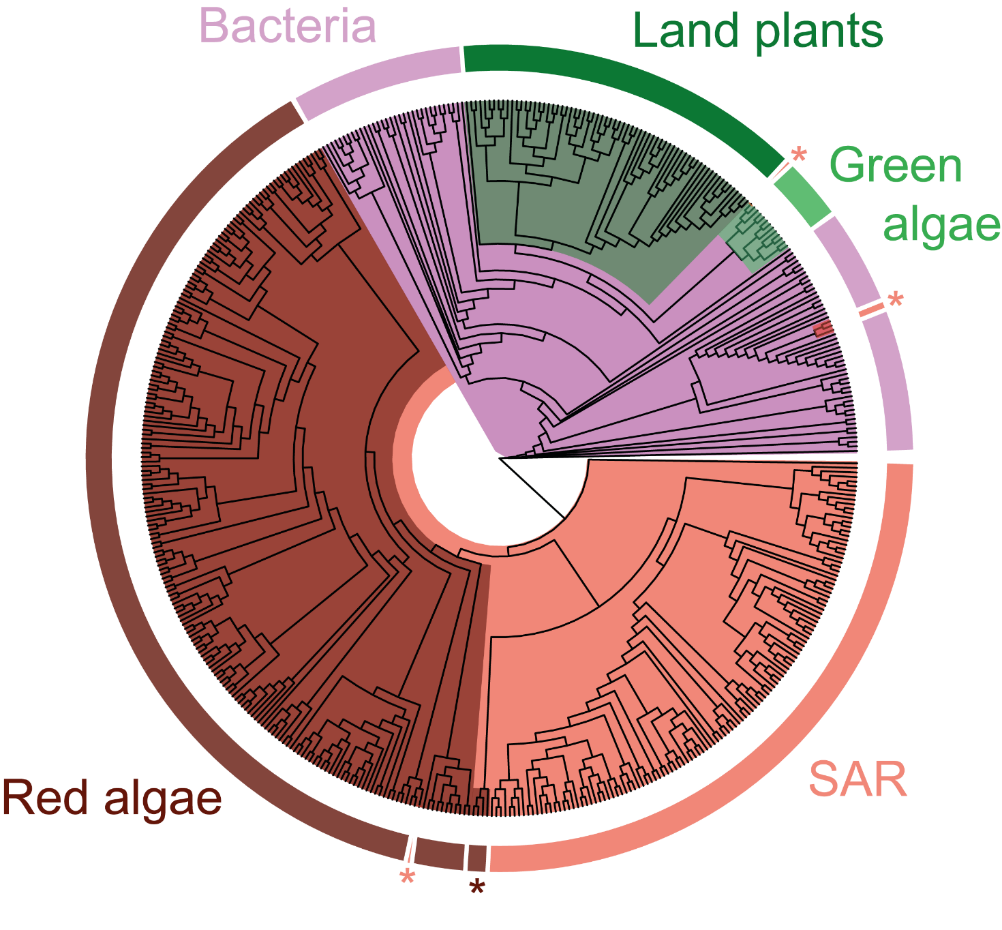 Bacteria
Land plants
*
Green
algae
*
SAR
Red algae
*
*